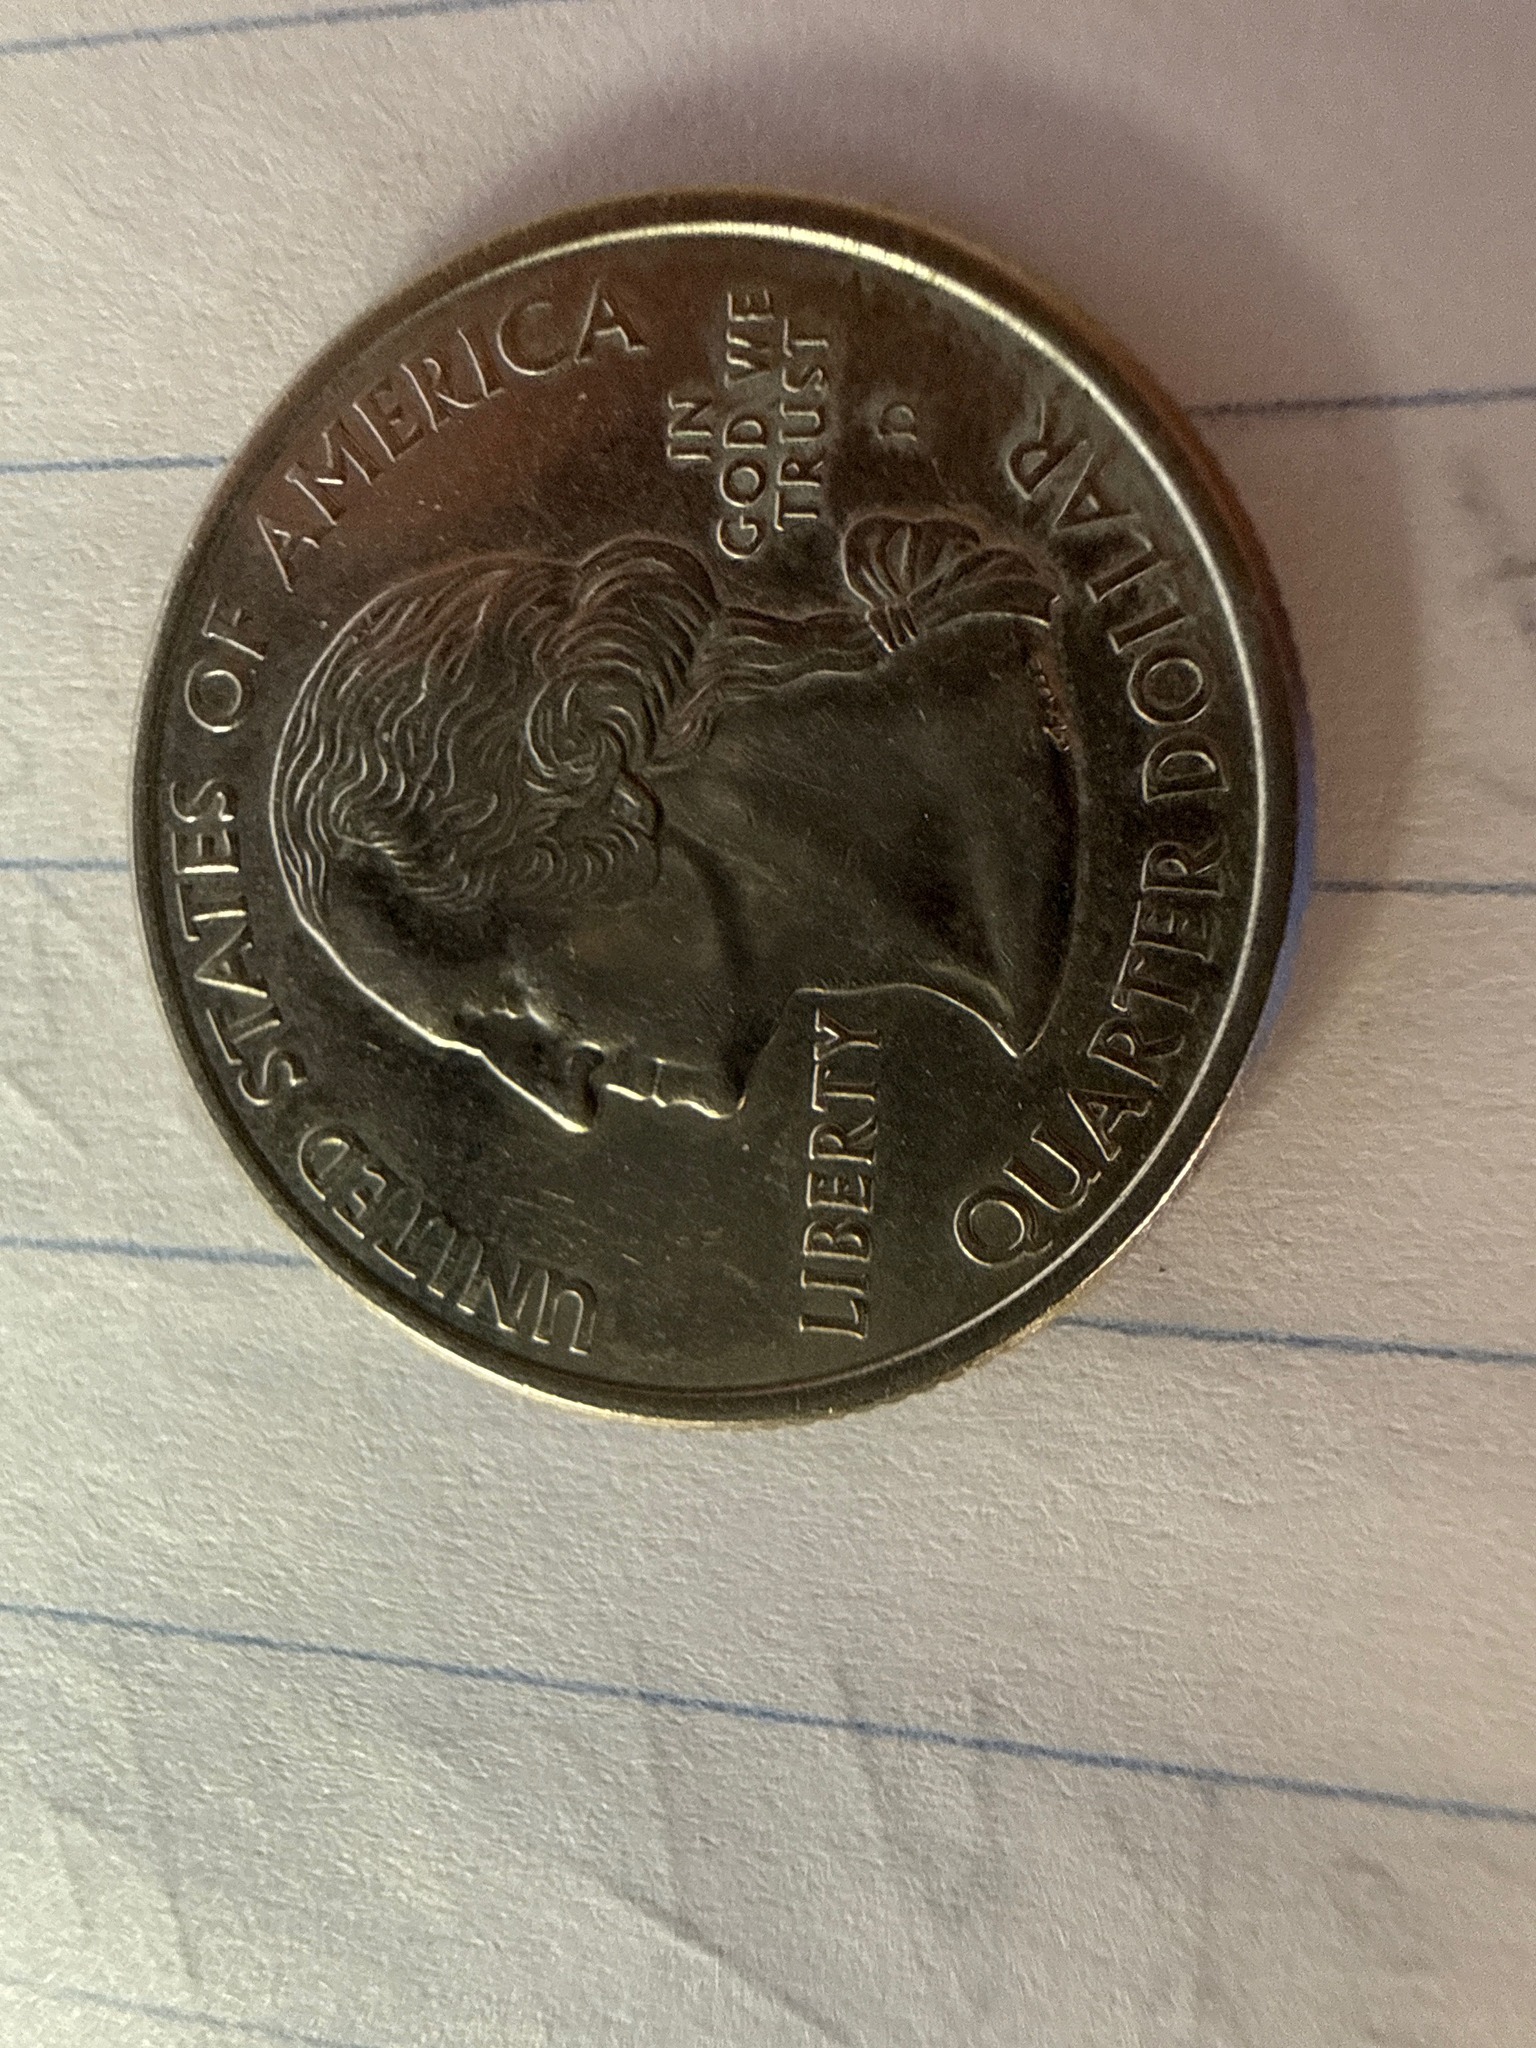 UNITED STATES OF AMERICA
LIBERTY
IN
GOD WE
TRUST
D
QUARTER DOLLAR